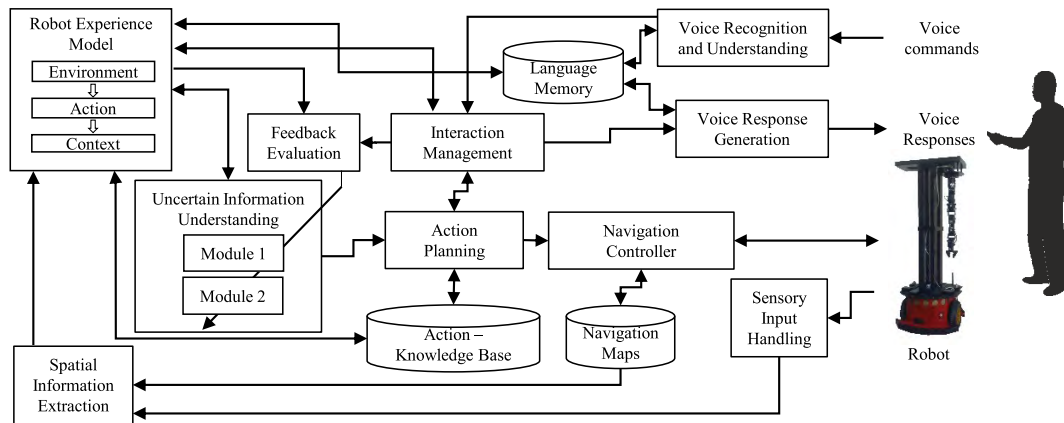 Robot Experience
Model
Environment
Action
Context
Language
Memory
Voice Recognition
and Understanding
Voice
commands
Feedback
Evaluation
Interaction
Management
Voice Response
Generation
Voice
Responses
Uncertain Information
Understanding
Module 1
Module 2
Action
Planning
Navigation
Controller
Action –
Knowledge Base
Navigation
Maps
Sensory
Input
Handling
Robot
Spatial
Information
Extraction